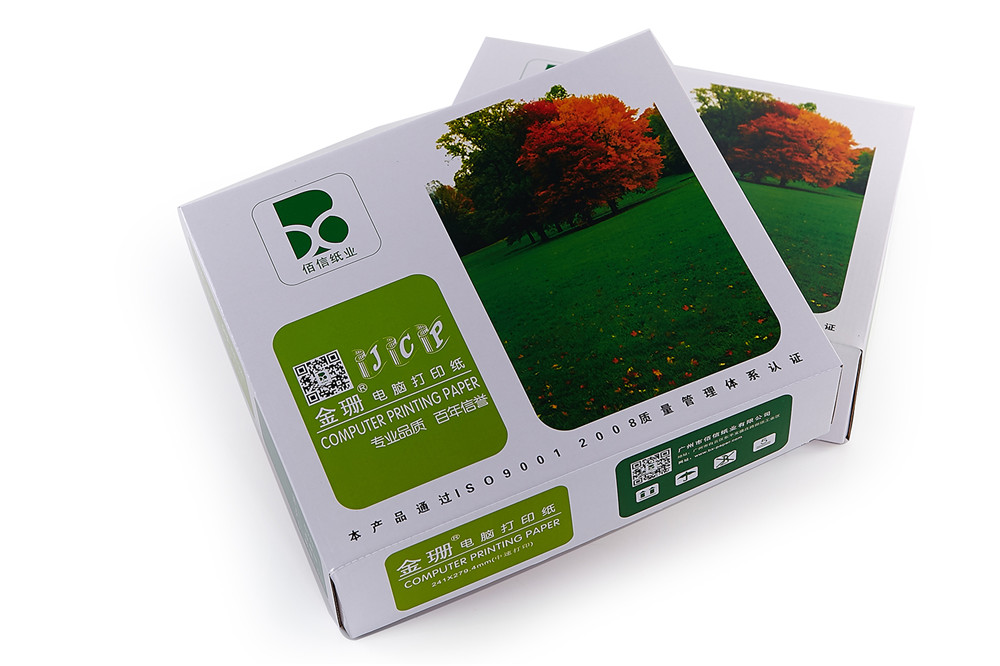 佰信纸业
iJiCiP
金珊® 电脑打印纸
COMPUTER PRINTING PAPER
专业品质 百年信誉
本产品通过ISO9001 2008质量管理体系认证
证
金珊® 电脑打印纸
COMPUTER PRINTING PAPER
241X279.4mm(中速打印)
广州市佰信纸业有限公司